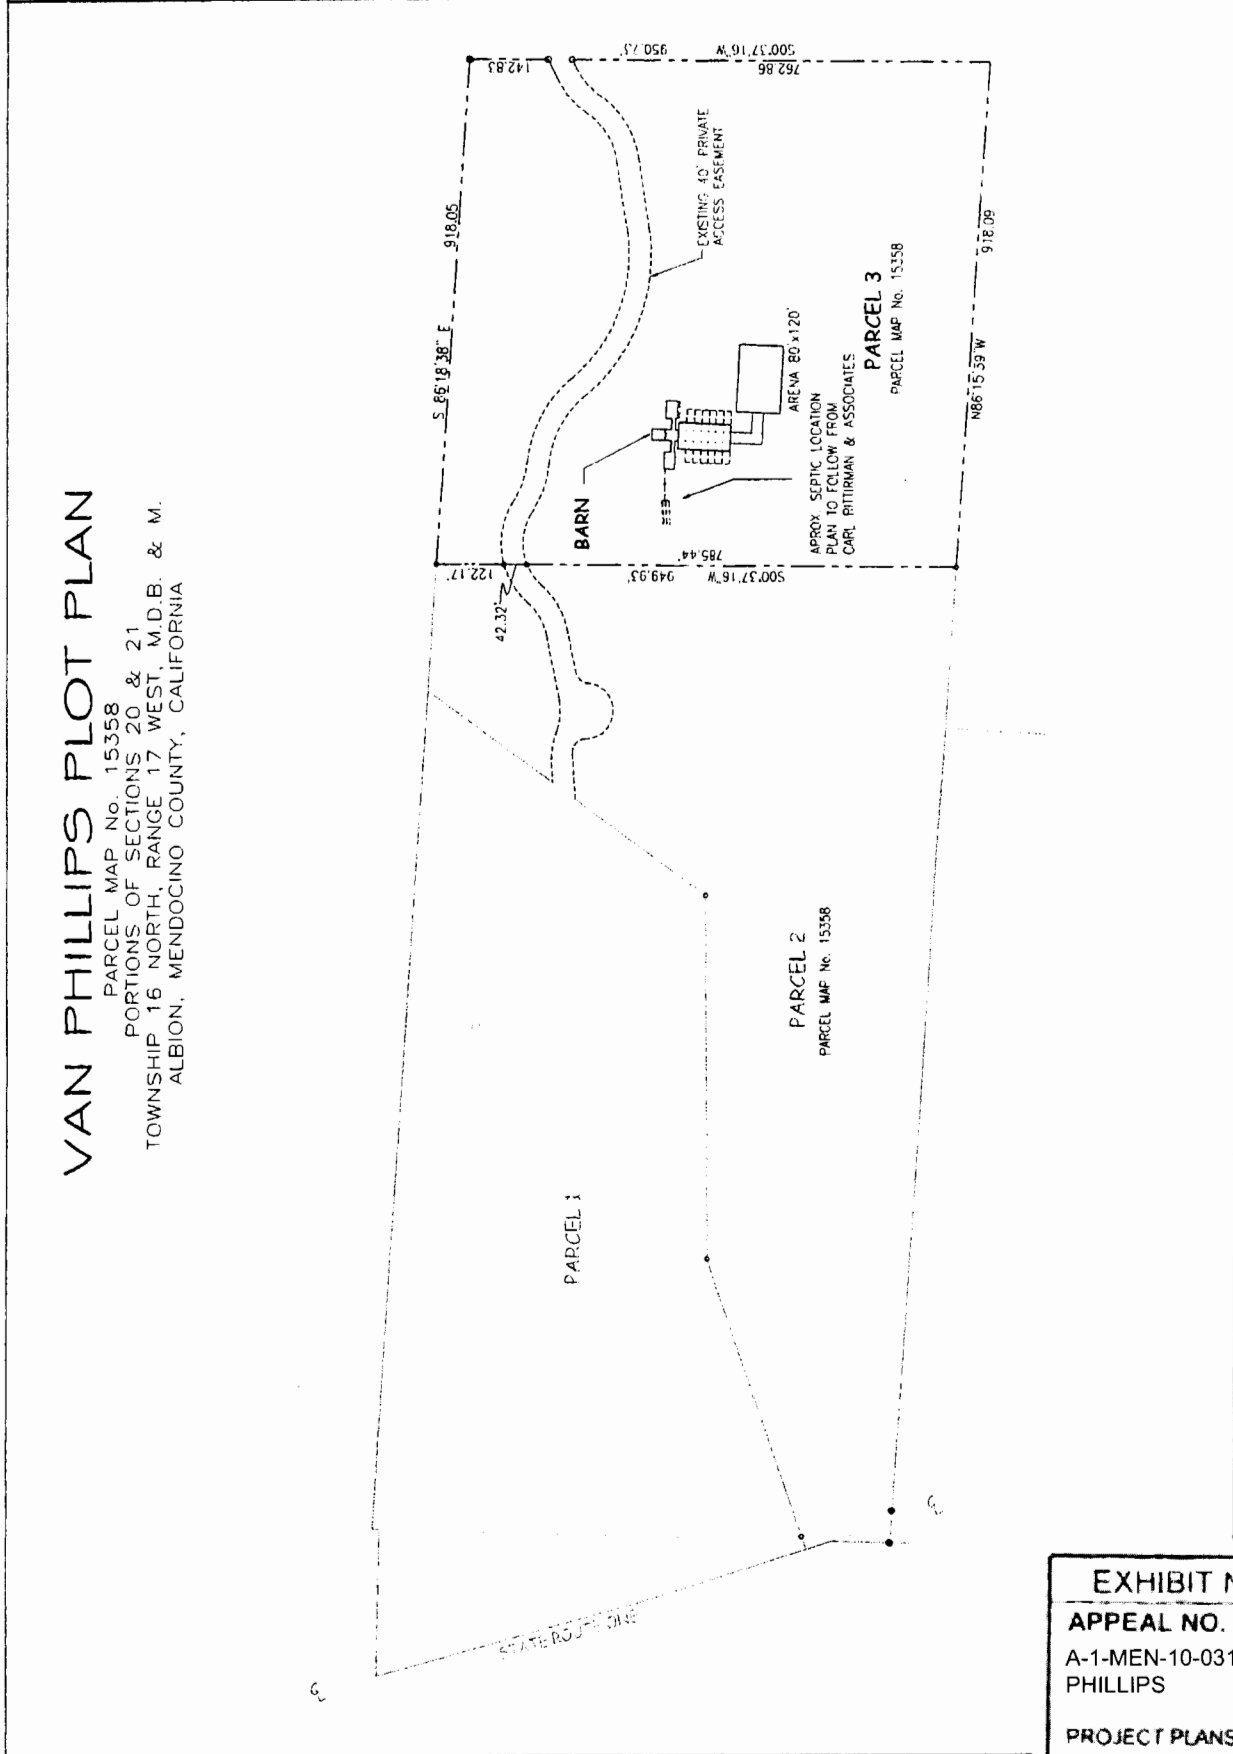 VAN PHILLIPS PLOT PLAN
PARCEL MAP No. 15358
PORTIONS OF SECTIONS 20 & 21
TOWNSHIP 16 NORTH, RANGE 17 WEST, M.D.B. & M.
ALBION, MENDOCINO COUNTY, CALIFORNIA
S 86°18'38" E
918.05
142.83
950.73'
S00°37'16"W
762.86
EXISTING 40' PRIVATE
ACCESS EASEMENT
122.17'
42.32'
BARN
785.44'
949.93'
S00°37'16"W
ARENA 80'x120'
APROX. SEPTIC LOCATION
PLAN TO FOLLOW FROM
CARL RITTIRMAN & ASSOCIATES
PARCEL 3
PARCEL MAP No. 15358
N86°15'39"W
918.09
PARCEL 2
PARCEL MAP No. 15358
PARCEL 1
STATE ROUTE ONE
EXHIBIT N
APPEAL NO.
A-1-MEN-10-031
PHILLIPS
PROJECT PLANS